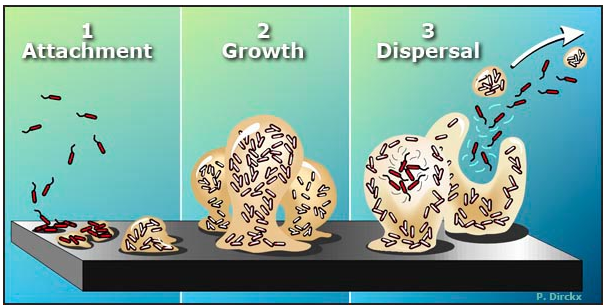 1
Attachment
2
Growth
3
Dispersal
P. Dirckx